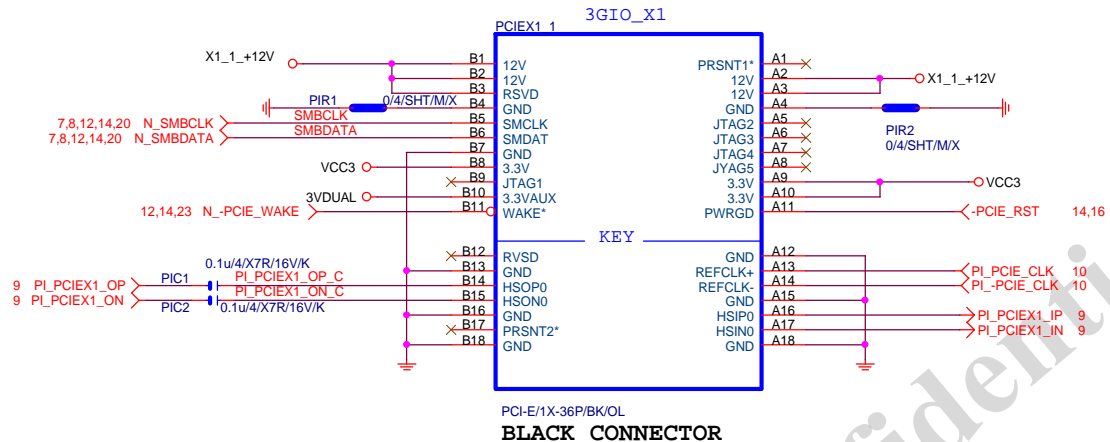 3GIO_X1
PCIEX1_1
X1_1_+12V
B1 12V PRSNT1* A1
B2 12V 12V A2 X1_1_+12V
B3 RSVD 12V A3
PIR1 0/4/SHT/M/X B4 GND GND A4
7,8,12,14,20 N_SMBCLK SMBCLK B5 SMCLK JTAG2 A5
7,8,12,14,20 N_SMBDATA SMBDATA B6 SMDAT JTAG3 A6 PIR2
B7 GND JTAG4 A7 0/4/SHT/M/X
VCC3 B8 3.3V JYAG5 A8
B9 JTAG1 3.3V A9 VCC3
3VDUAL B10 3.3VAUX 3.3V A10
12,14,23 N_-PCIE_WAKE B11 WAKE* PWRGD A11 -PCIE_RST 14,16
KEY
B12 RVSD GND A12
0.1u/4/X7R/16V/K B13 GND REFCLK+ A13 PI_PCIE_CLK 10
9 PI_PCIEX1_OP PIC1 PI_PCIEX1_OP_C B14 HSOP0 REFCLK- A14 PI_-PCIE_CLK 10
9 PI_PCIEX1_ON PI_PCIEX1_ON_C B15 HSON0 GND A15
PIC2 0.1u/4/X7R/16V/K B16 GND HSIP0 A16 PI_PCIEX1_IP 9
B17 PRSNT2* HSIN0 A17 PI_PCIEX1_IN 9
B18 GND GND A18
PCI-E/1X-36P/BK/OL
BLACK CONNECTOR